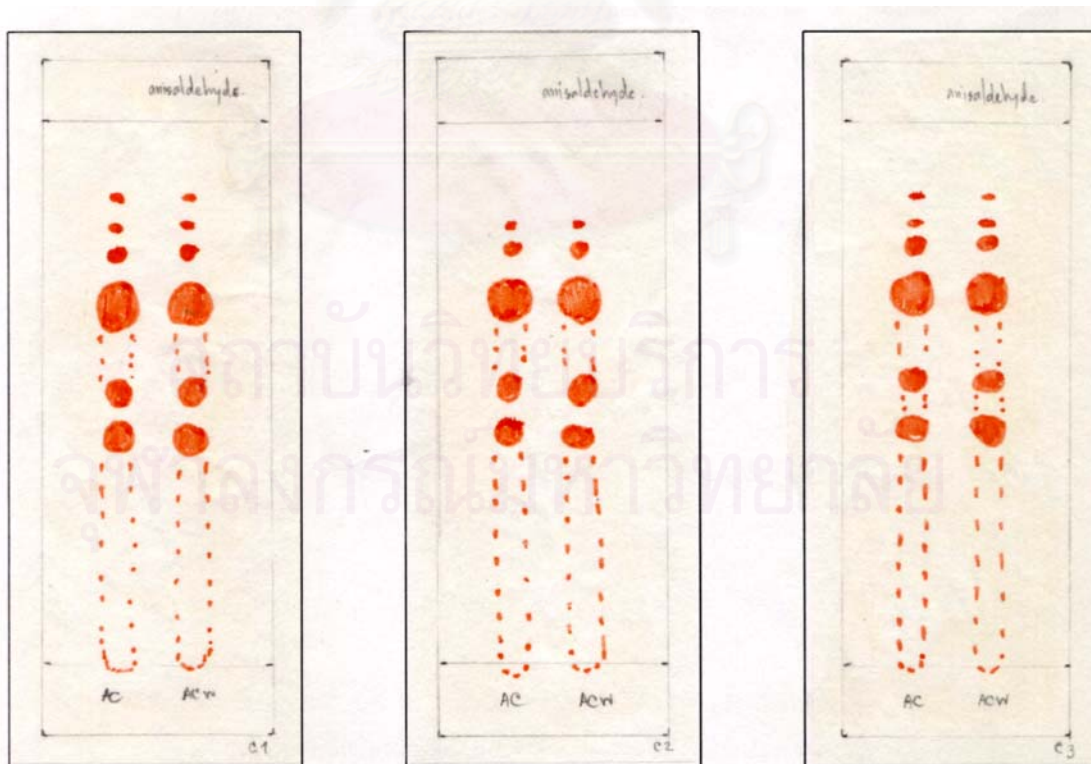 anisaldehyde.
anisaldehyde.
anisaldehyde.
สถาบันวิทยบริการ
จุฬาลงกรณ์มหาวิทยาลัย
AC ACW
AC ACW
AC ACW
C1
C2
C3